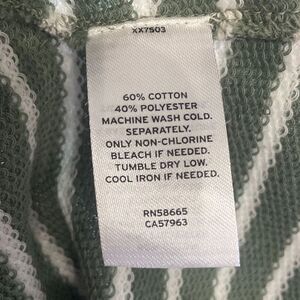 XX7503
60% COTTON
40% POLYESTER
MACHINE WASH COLD.
SEPARATELY.
ONLY NON-CHLORINE
BLEACH IF NEEDED.
TUMBLE DRY LOW.
COOL IRON IF NEEDED.
RN58665
CA57963